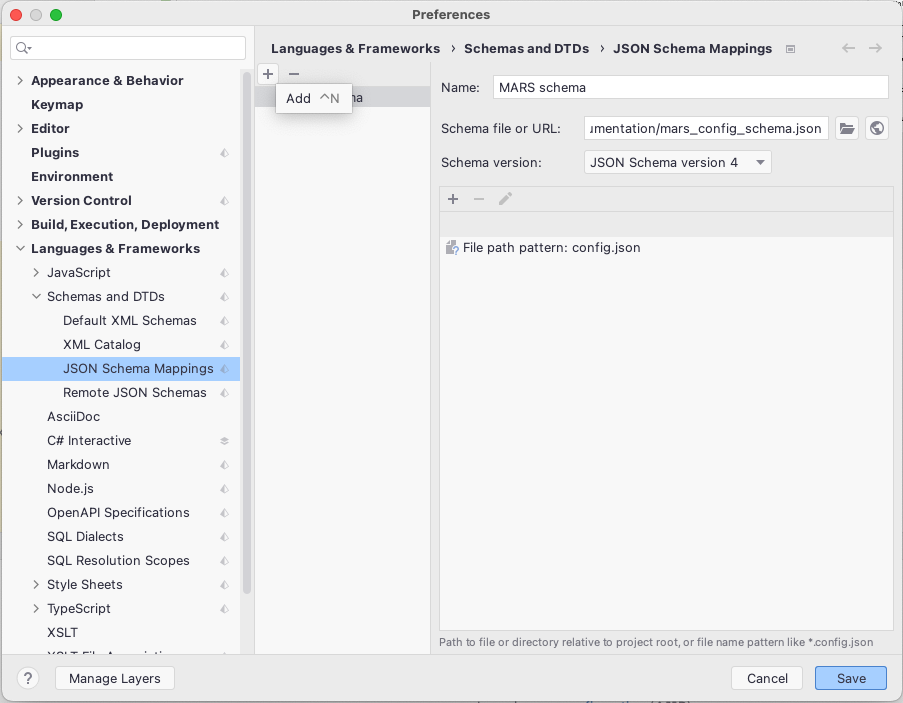 Preferences
Languages & Frameworks › Schemas and DTDs › JSON Schema Mappings
Appearance & Behavior
Keymap
Editor
Plugins
Environment
Version Control
Build, Execution, Deployment
Languages & Frameworks
JavaScript
Schemas and DTDs
Default XML Schemas
XML Catalog
JSON Schema Mappings
Remote JSON Schemas
AsciiDoc
C# Interactive
Markdown
Node.js
OpenAPI Specifications
SQL Dialects
SQL Resolution Scopes
Style Sheets
TypeScript
XSLT
Add ^N
Name: MARS schema
Schema file or URL: umentation/mars_config_schema.json
Schema version: JSON Schema version 4
File path pattern: config.json
Path to file or directory relative to project root, or file name pattern like *.config.json
? Manage Layers Cancel Save